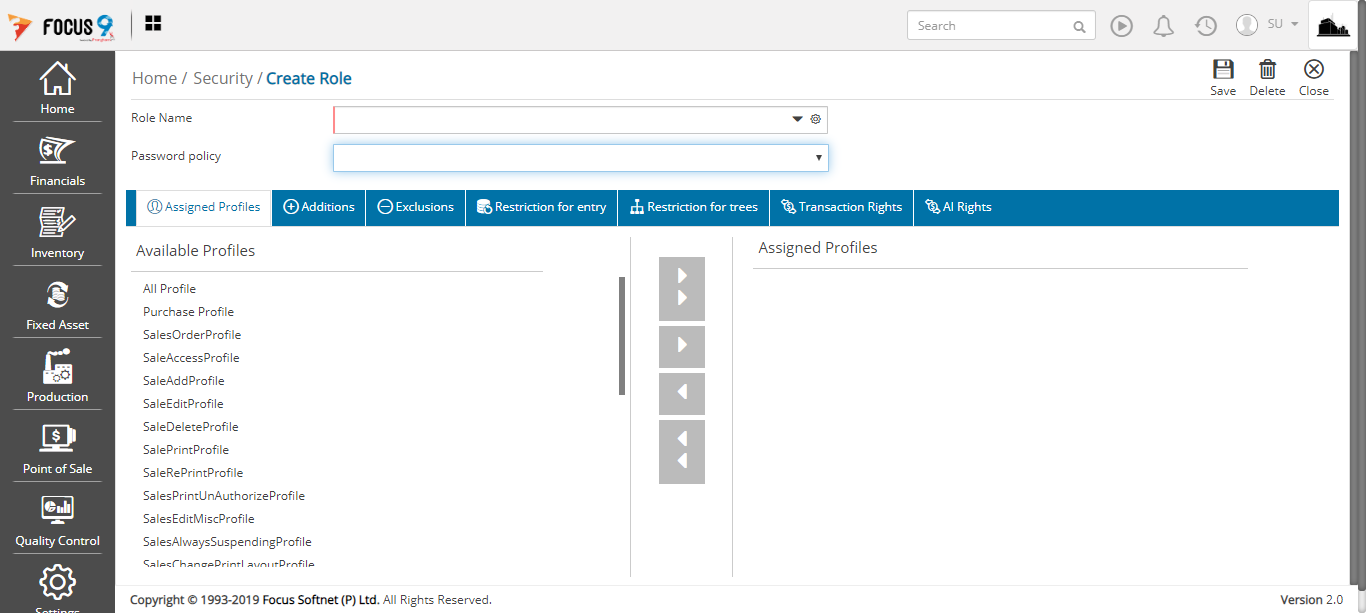 FOCUS 9
Search
SU
Home
Financials
Inventory
Fixed Asset
Production
Point of Sale
Quality Control
Settings
Home / Security / Create Role
Save Delete Close
Role Name
Password policy
Assigned Profiles Additions Exclusions Restriction for entry Restriction for trees Transaction Rights AI Rights
Available Profiles
All Profile
Purchase Profile
SalesOrderProfile
SaleAccessProfile
SaleAddProfile
SaleEditProfile
SaleDeleteProfile
SalePrintProfile
SaleRePrintProfile
SalesPrintUnAuthorizeProfile
SalesEditMiscProfile
SalesAlwaysSuspendingProfile
SalesChangePrintLayoutProfile
Assigned Profiles
Copyright © 1993-2019 Focus Softnet (P) Ltd. All Rights Reserved.
Version 2.0